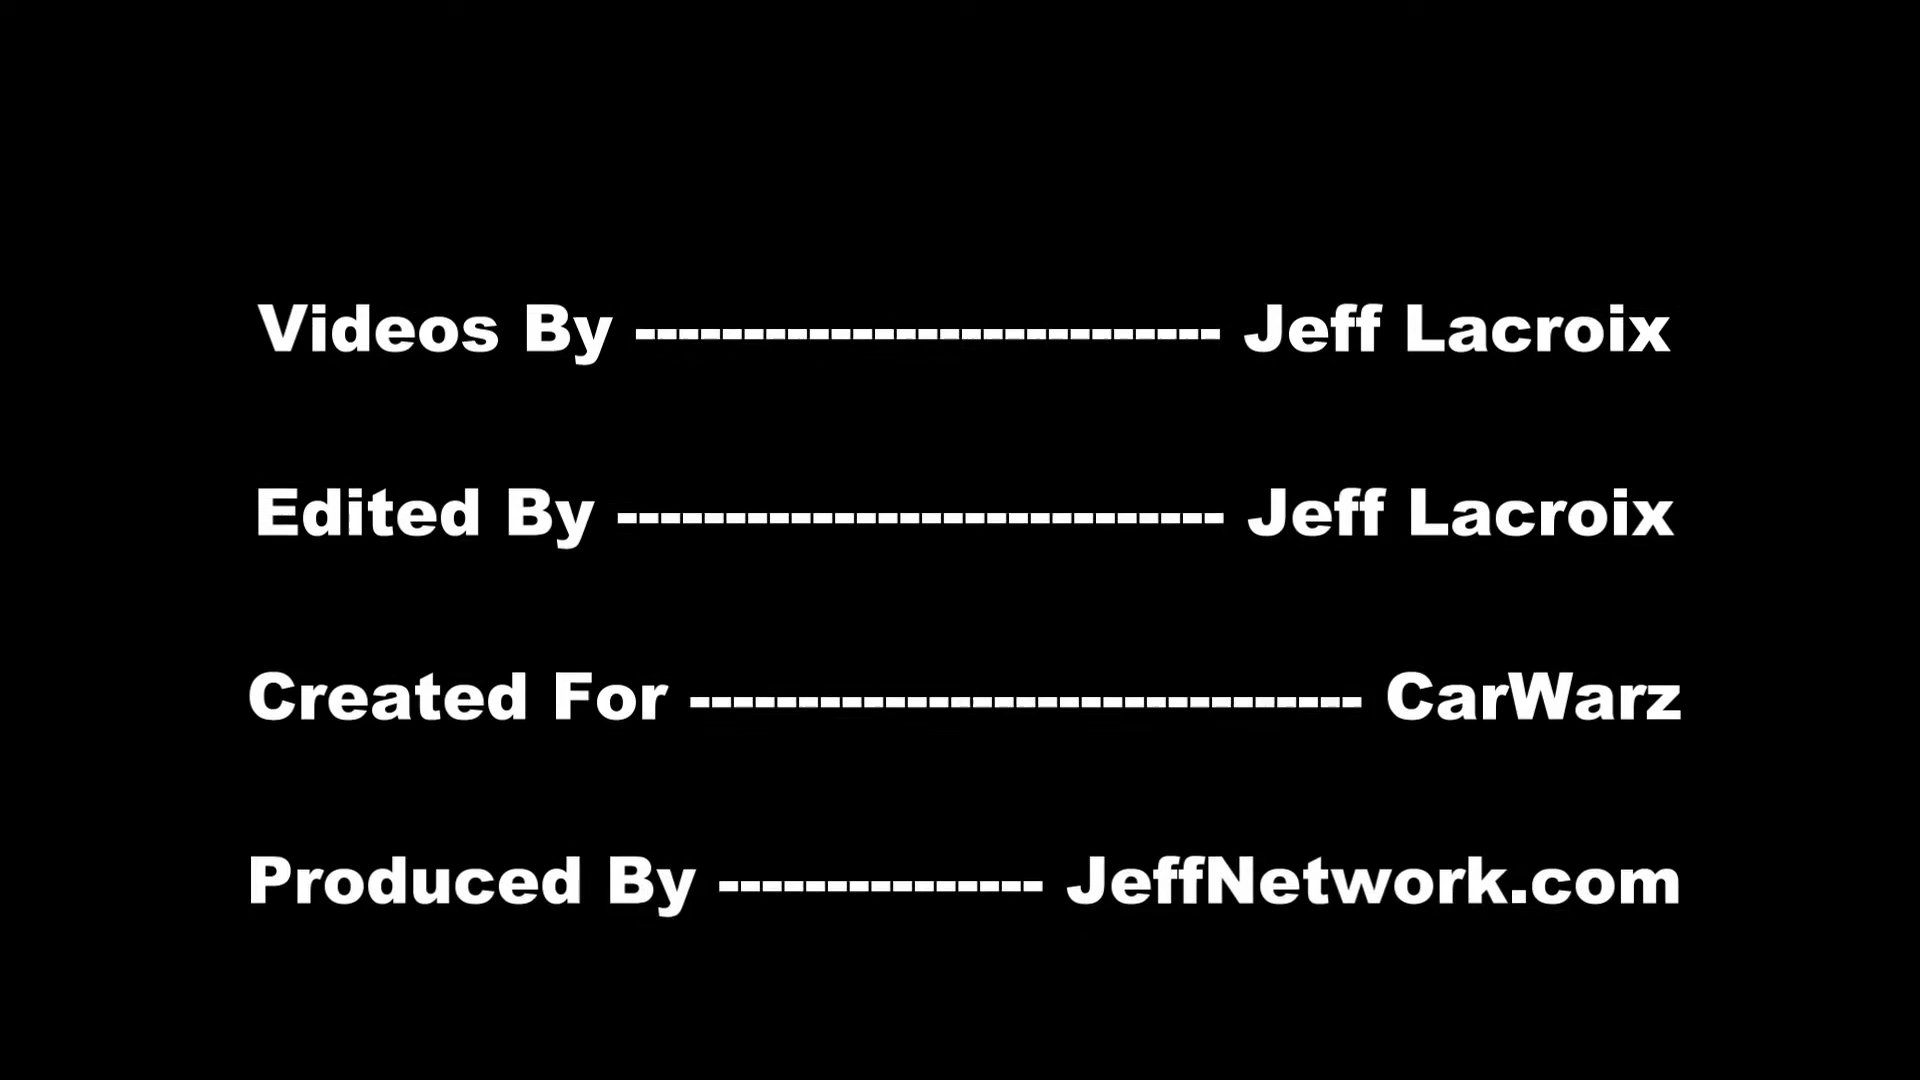 Videos By --------------------------- Jeff Lacroix
Edited By ---------------------------- Jeff Lacroix
Created For ------------------------------- CarWarz
Produced By --------------- JeffNetwork.com